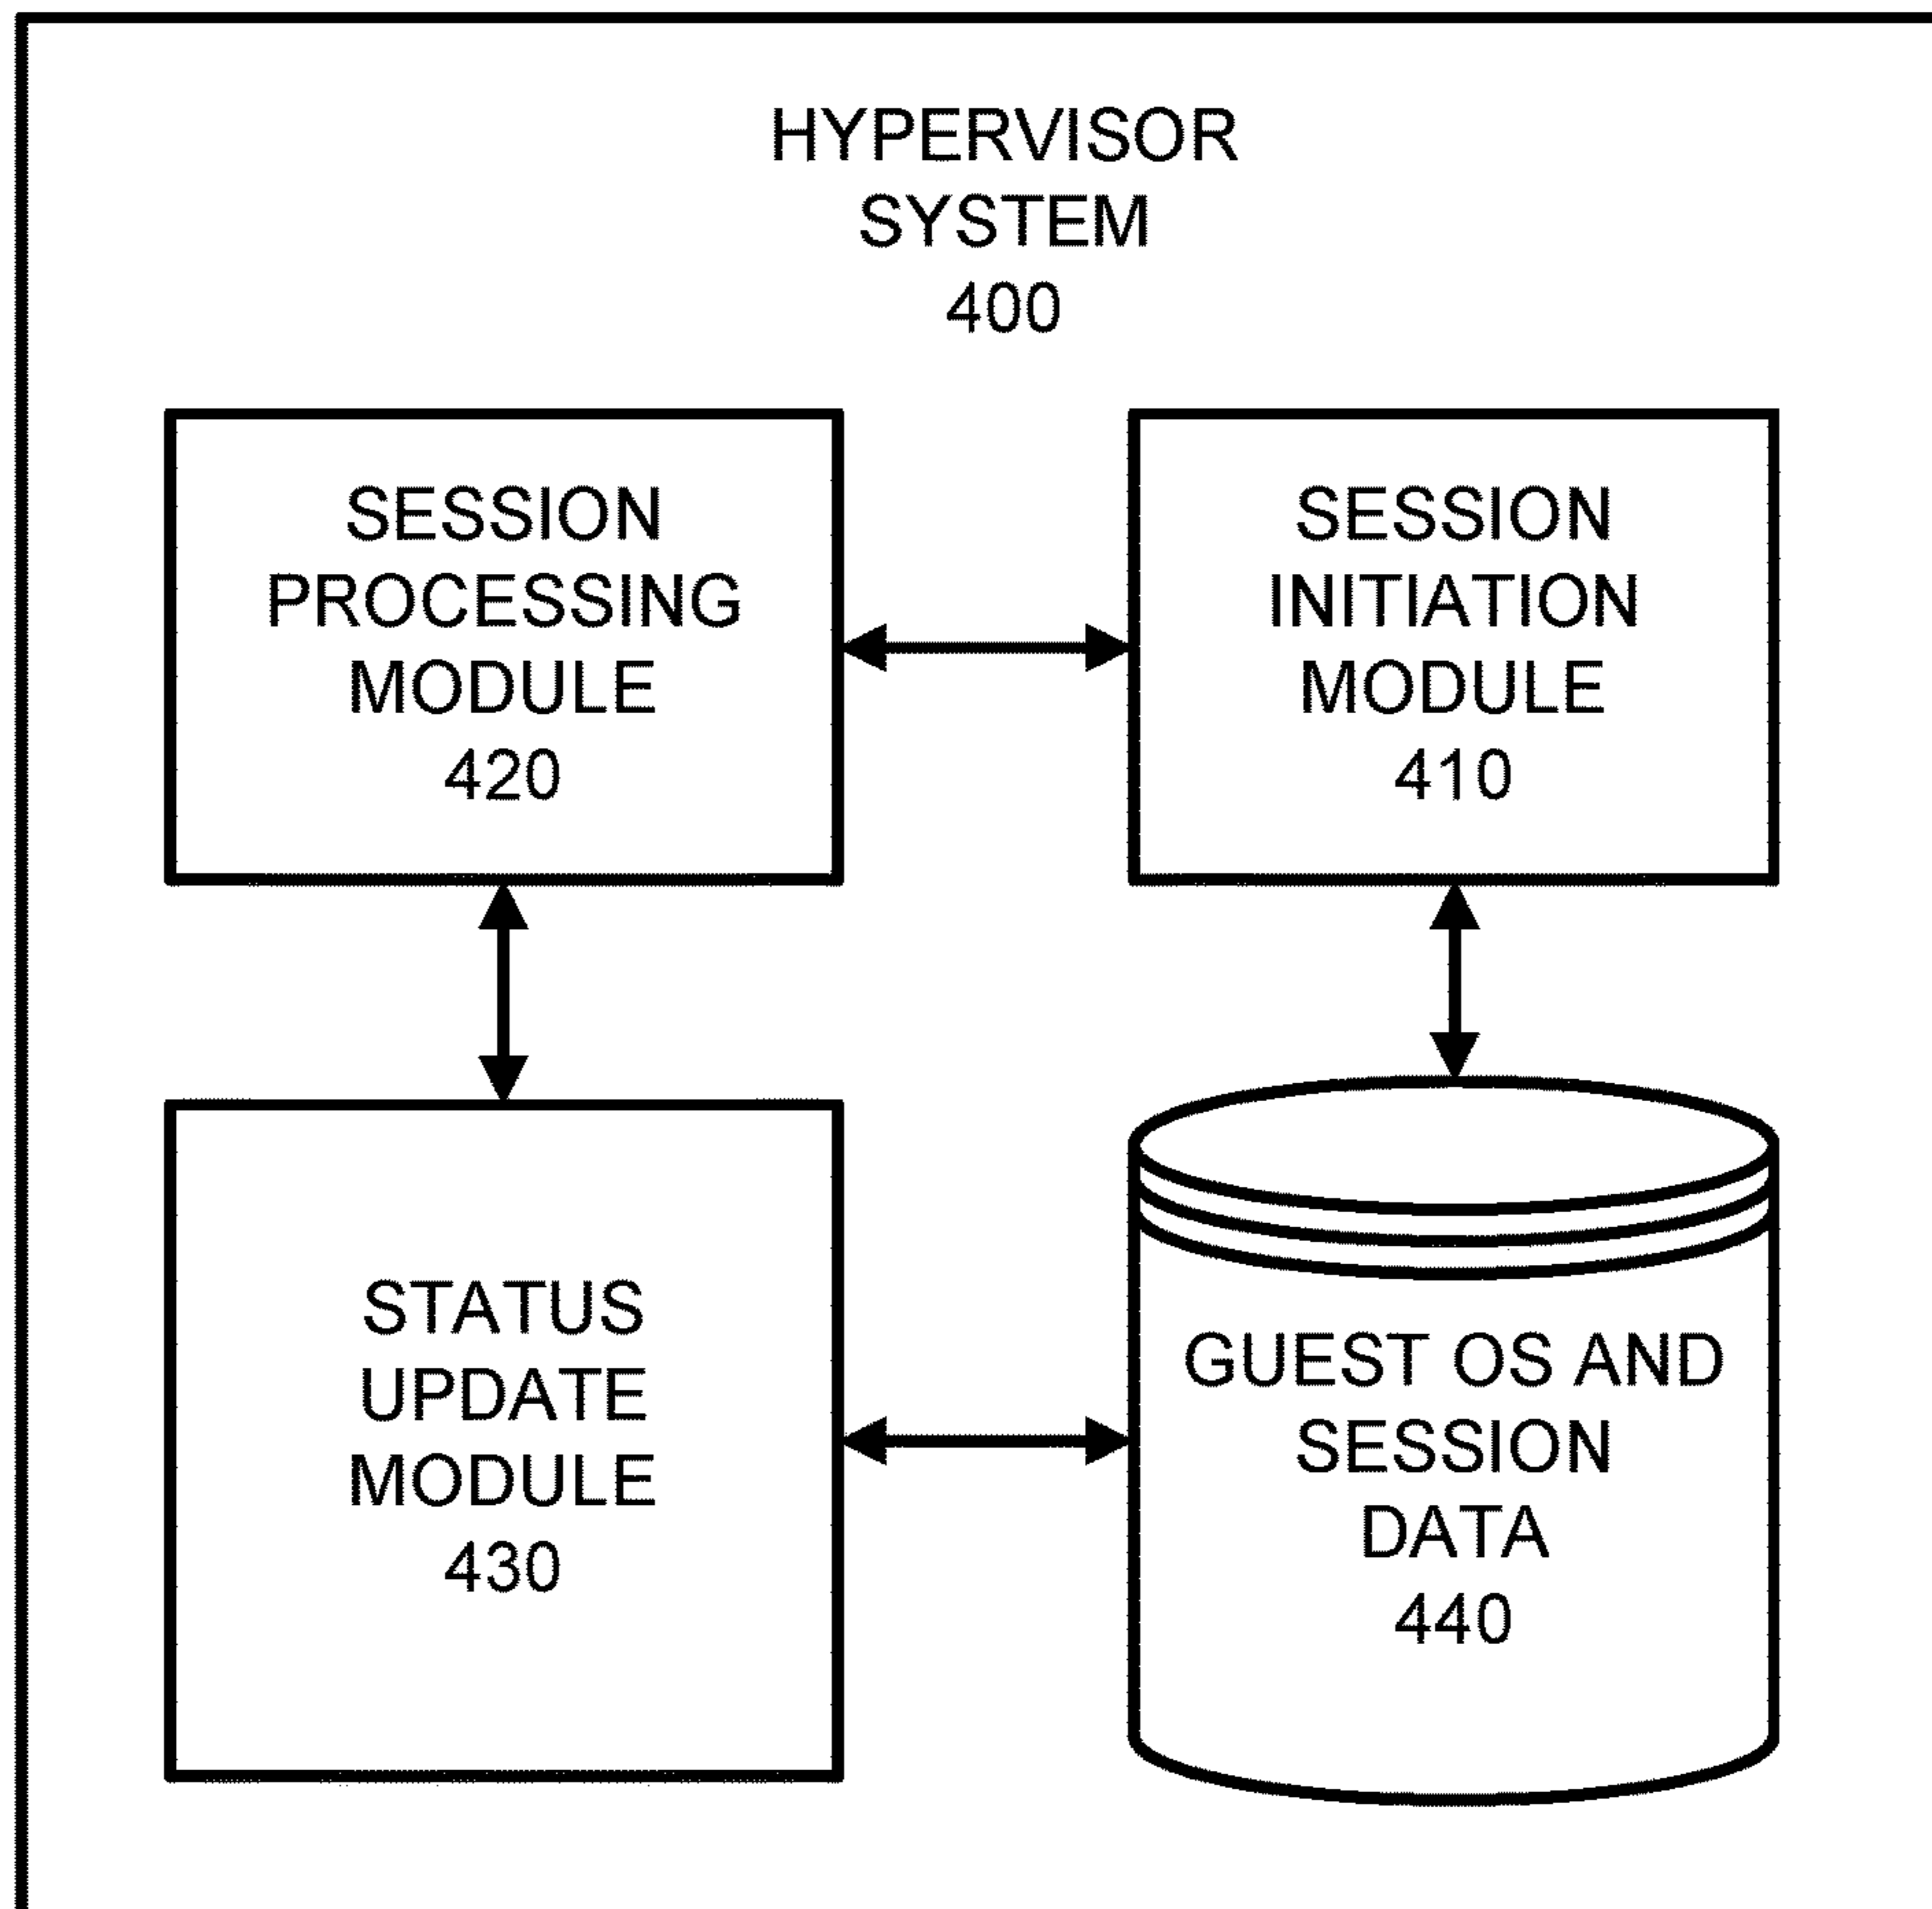 HYPERVISOR
SYSTEM
400
SESSION
PROCESSING
MODULE
420
SESSION
INITIATION
MODULE
410
STATUS
UPDATE
MODULE
430
GUEST OS AND
SESSION
DATA
440